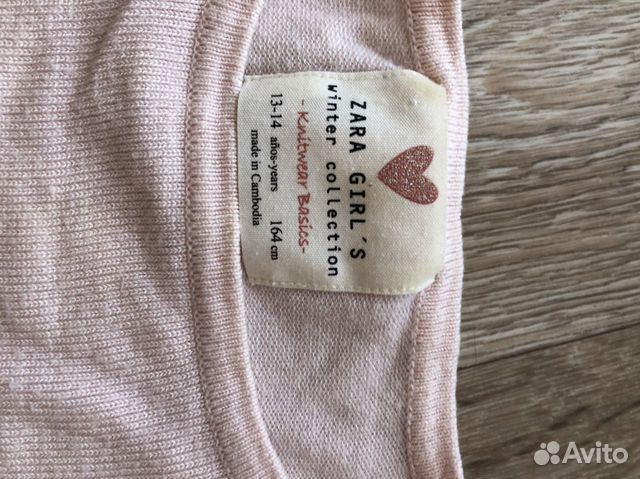 ZARA GIRL´S
winter collection
- Knitwear Basics-
13-14 años-years 164 cm
made in Cambodia
Avito